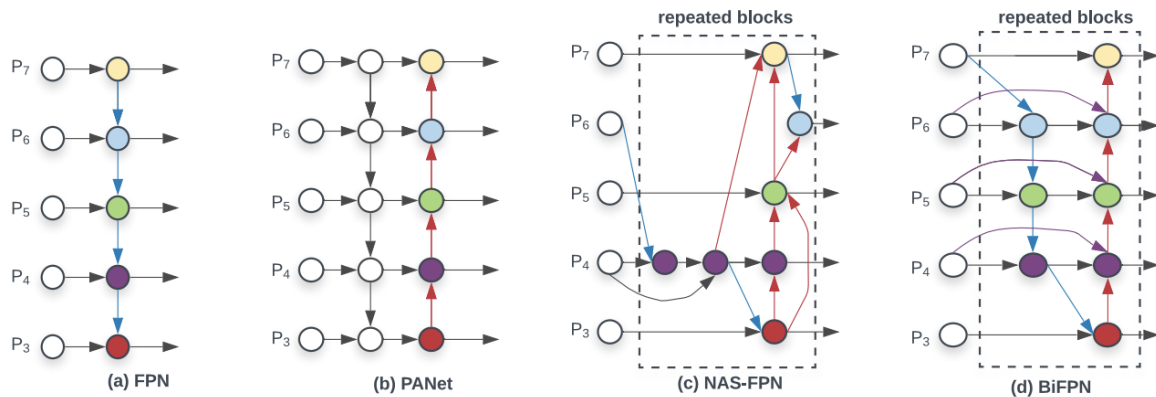 repeated blocks
repeated blocks
P7
P6
P5
P4
P3
(a) FPN
P7
P6
P5
P4
P3
(b) PANet
P7
P6
P5
P4
P3
(c) NAS-FPN
P7
P6
P5
P4
P3
(d) BiFPN